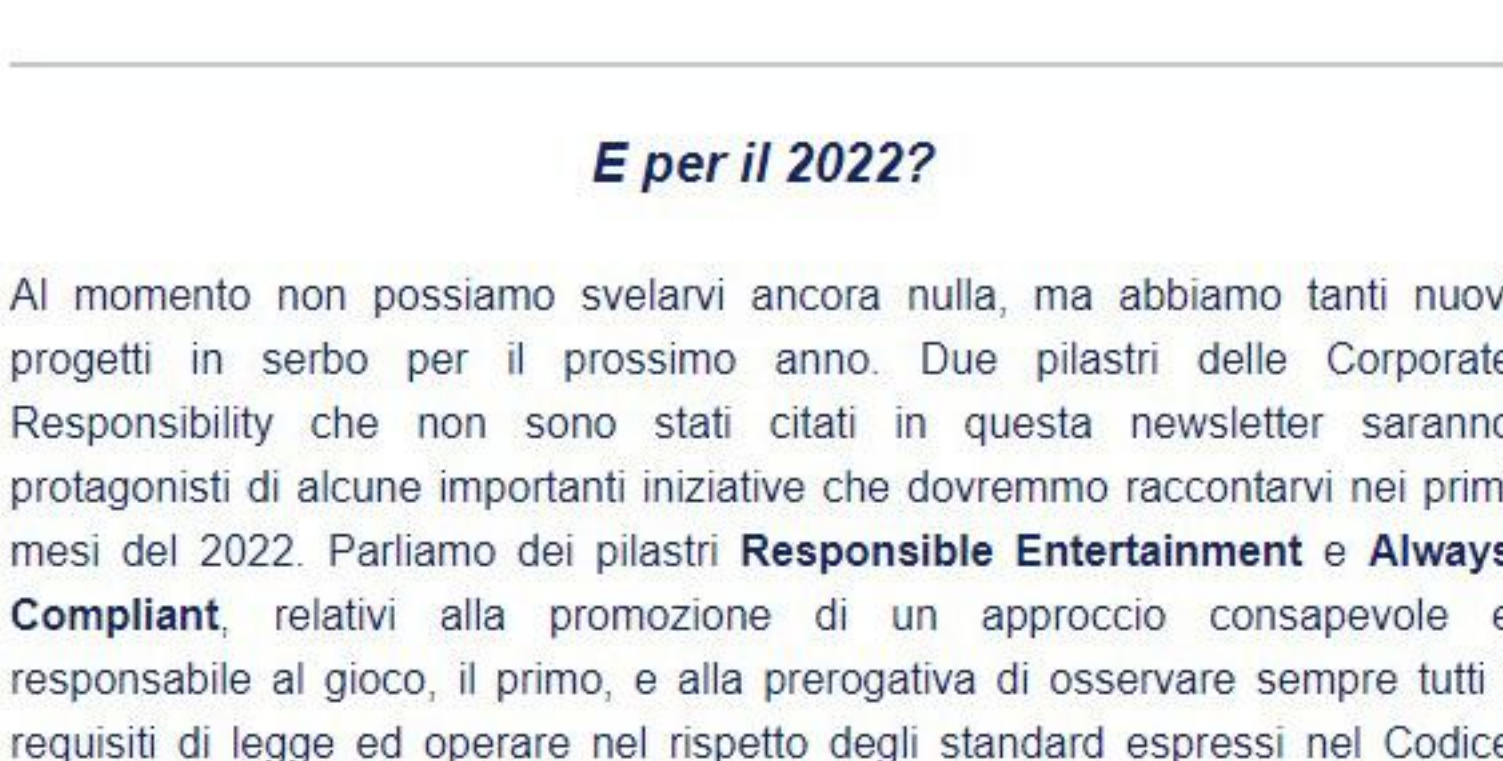 E per il 2022?
Al momento non possiamo svelarvi ancora nulla, ma abbiamo tanti nuov
progetti in serbo per il prossimo anno. Due pilastri delle Corporate
Responsibility che non sono stati citati in questa newsletter saranno
protagonisti di alcune importanti iniziative che dovremmo raccontarvi nei prim
mesi del 2022. Parliamo dei pilastri Responsible Entertainment e Always
Compliant, relativi alla promozione di un approccio consapevole e
responsabile al gioco, il primo, e alla prerogativa di osservare sempre tutti
requisiti di legge ed operare nel rispetto degli standard espressi nel Codice